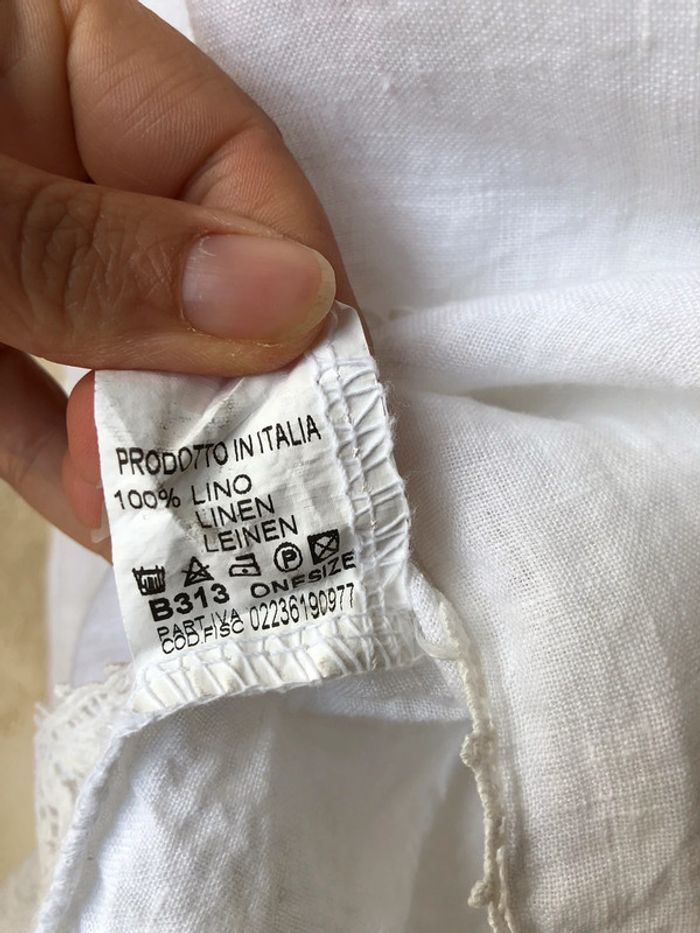 PRODOTTO IN ITALIA
100% LINO
LINEN
LEINEN
P
B313 ONESIZE
PART.IVA
COD.FISC 02236190977